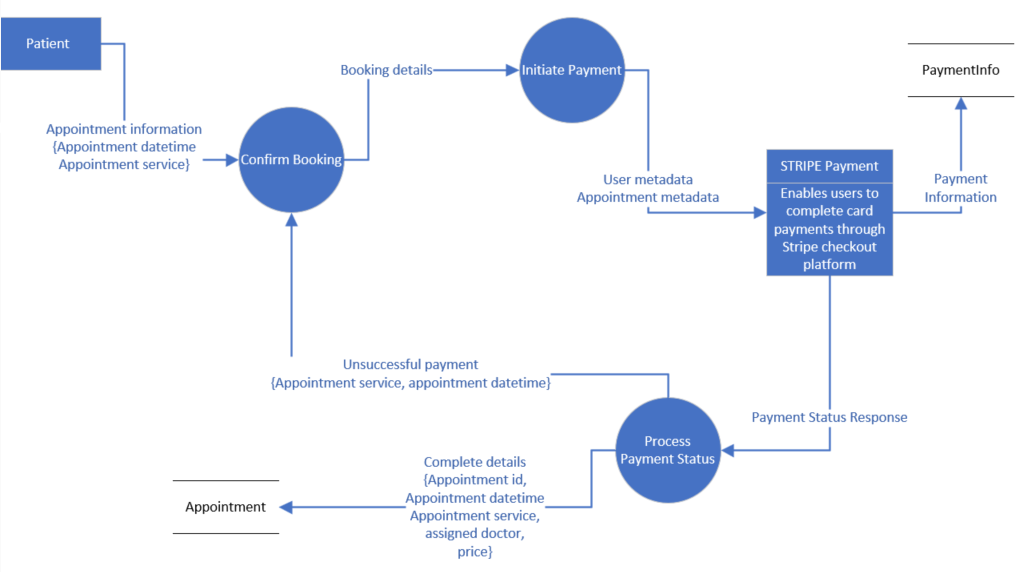 Patient
Booking details
Initiate Payment
PaymentInfo
Appointment information
{Appointment datetime
Appointment service}
Confirm Booking
STRIPE Payment
Enables users to
complete card
payments through
Stripe checkout
platform
User metadata
Appointment metadata
Payment
Information
Unsuccessful payment
{Appointment service, appointment datetime}
Payment Status Response
Process
Payment Status
Complete details
{Appointment id,
Appointment datetime
Appointment service,
assigned doctor,
price}
Appointment